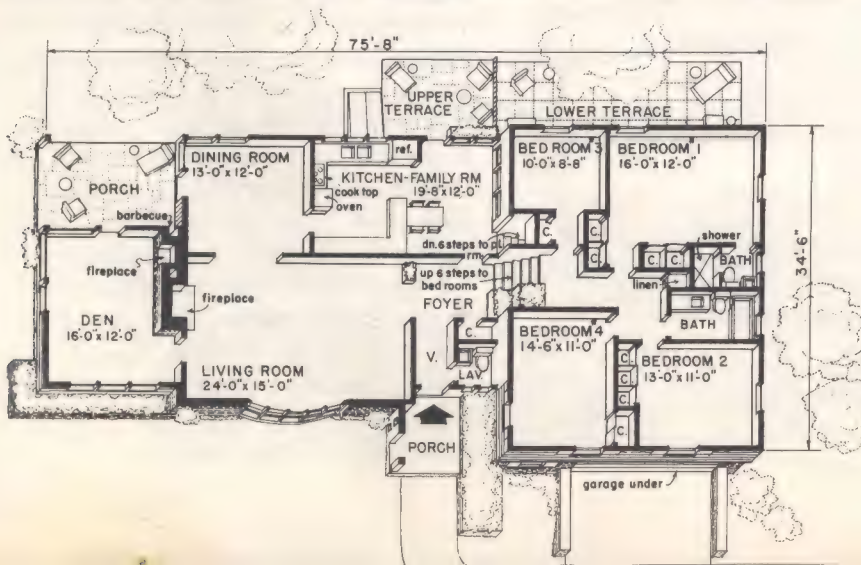 75'-8"
UPPER
TERRACE
LOWER TERRACE
PORCH
barbecue
DINING ROOM
13'-0" x 12'-0"
ref.
KITCHEN-FAMILY RM
19'-8" x 12'-0"
cook top
oven
BED ROOM #3
10'-0" x 8'-8"
BEDROOM #1
16'-0" x 12'-0"
34'-6"
C.
C.
C.
C.
C.
shower
BATH
linen
BATH
dn. 6 steps to
rm
up 6 steps to
bed rooms
FOYER
fireplace
fireplace
DEN
16'-0" x 12'-0"
LIVING ROOM
24'-0" x 15'-0"
C.
V.
LAV.
PORCH
BEDROOM #4
14'-6" x 11'-0"
C.
C.
C.
C.
BEDROOM 2
13'-0" x 11'-0"
garage under